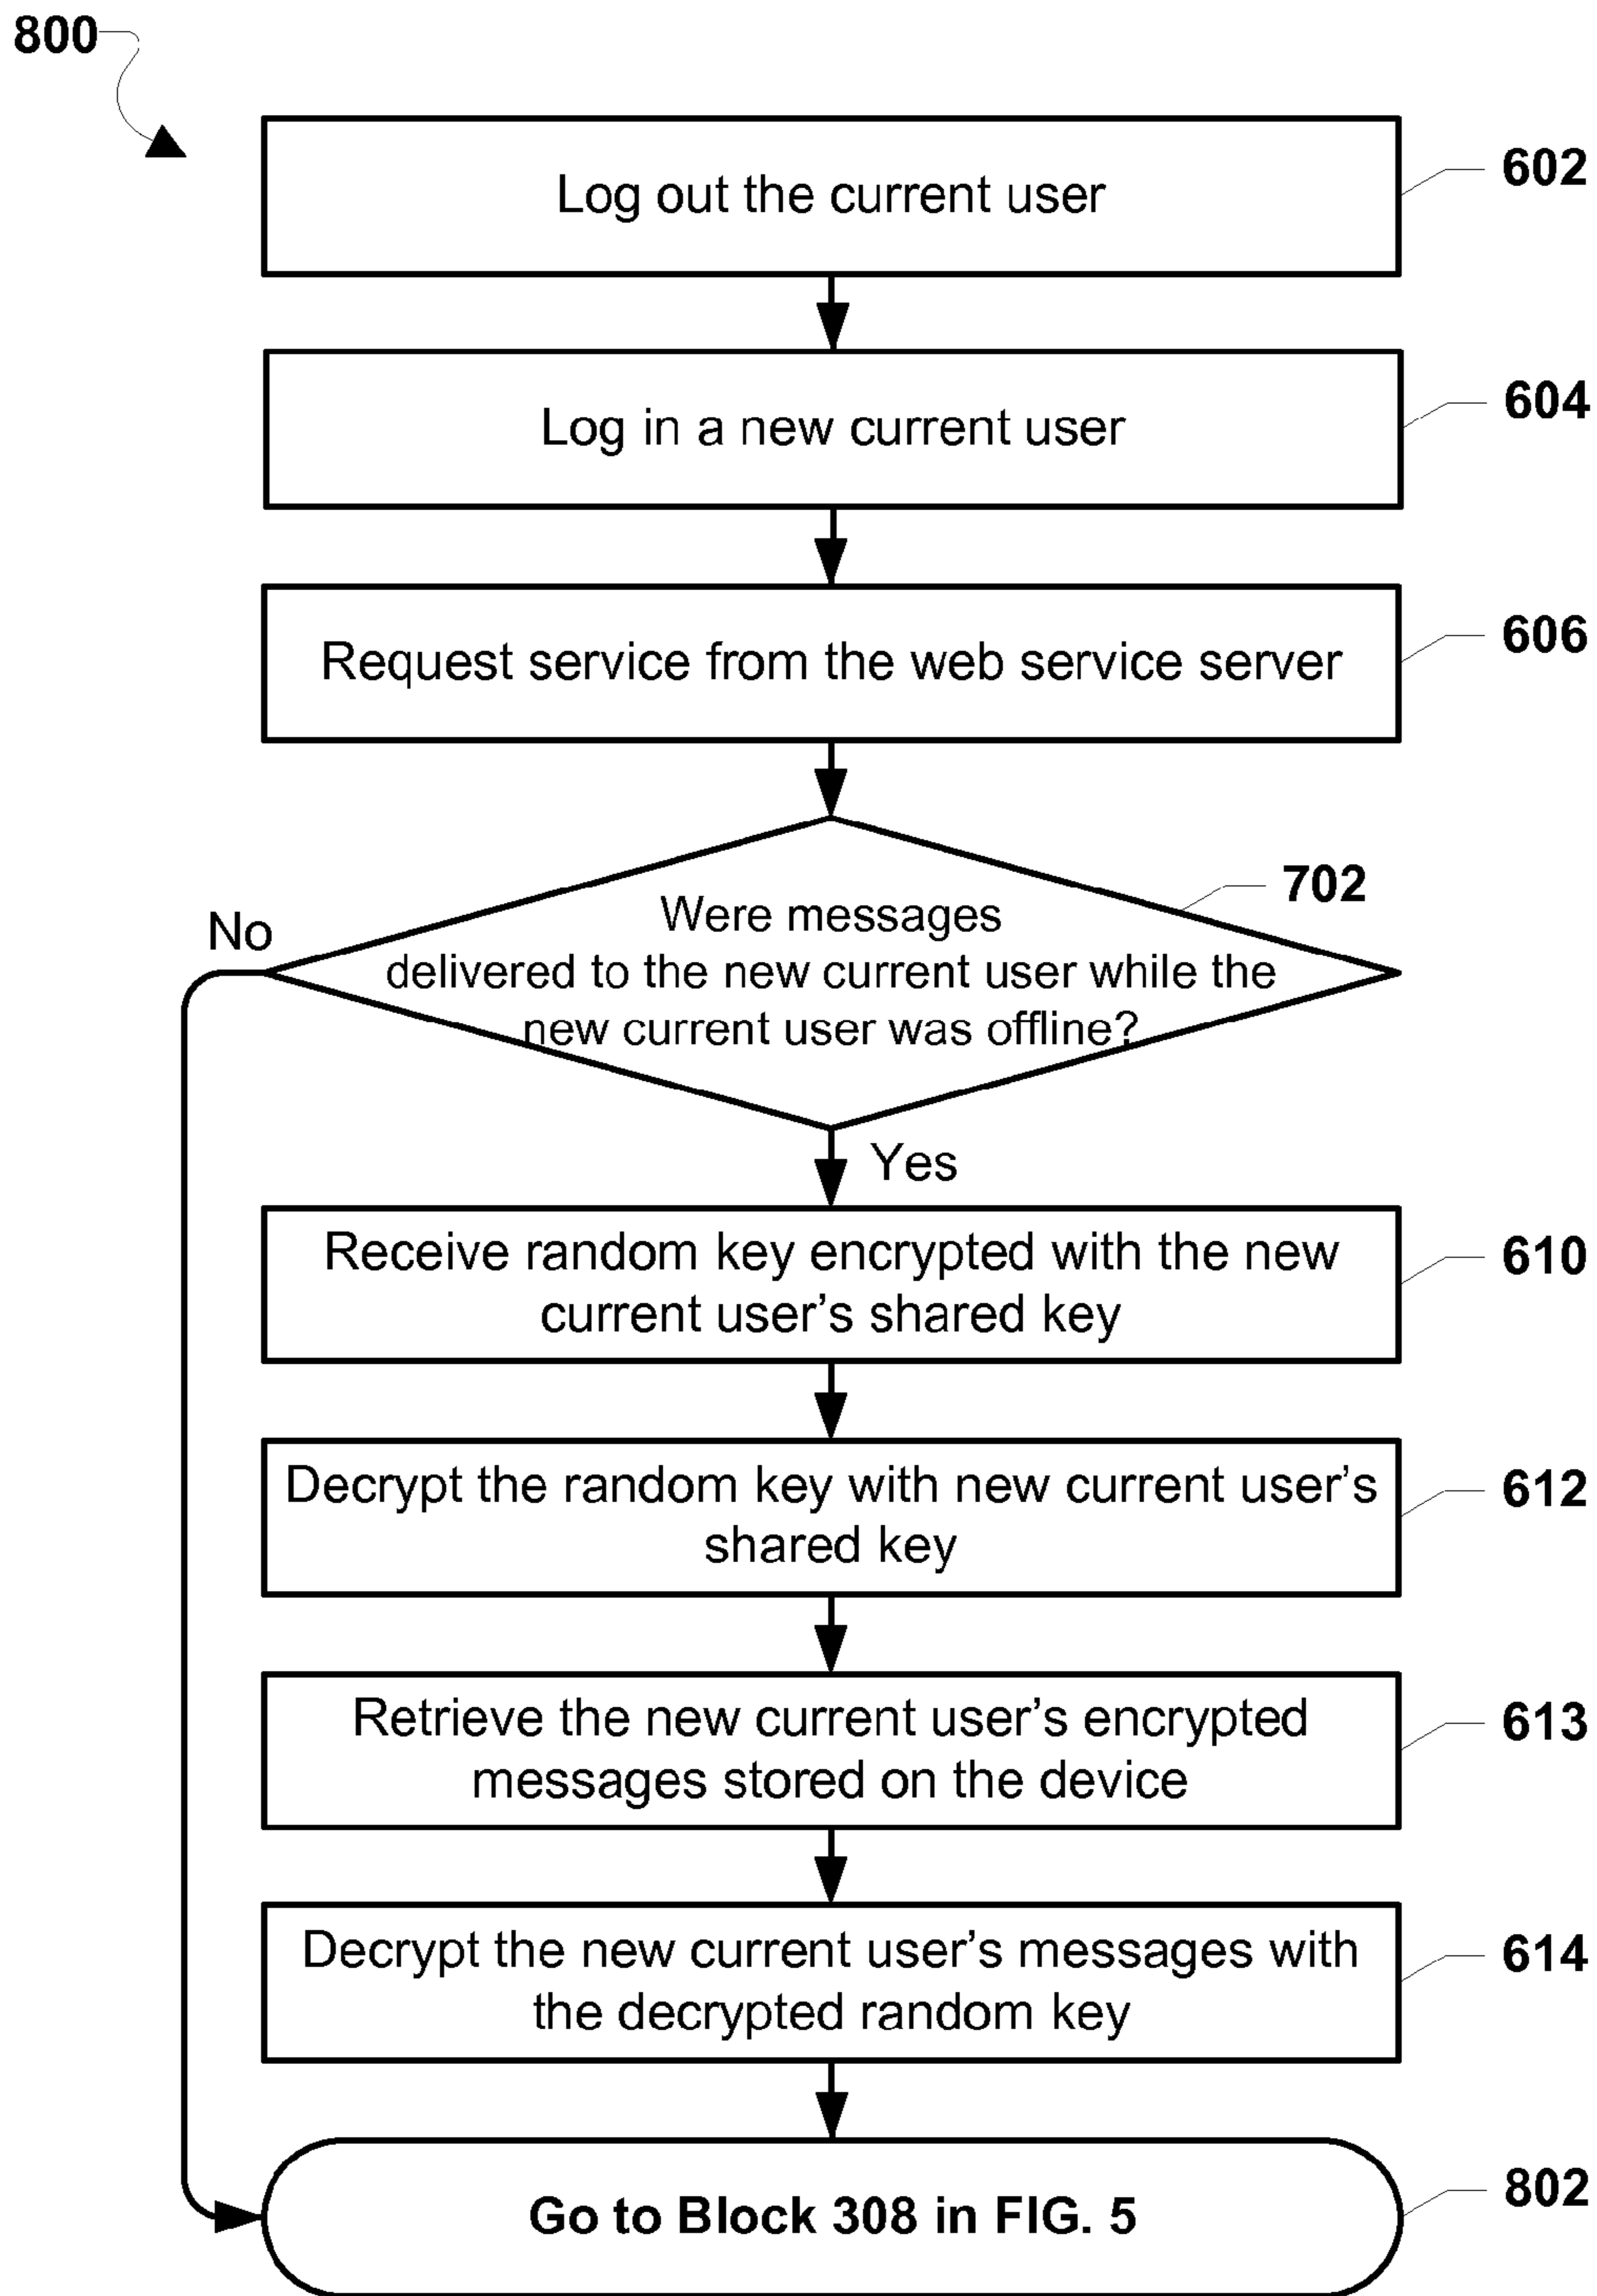 800
Log out the current user
602
Log in a new current user
604
Request service from the web service server
606
Were messages
delivered to the new current user while the
new current user was offline?
702
No
Yes
Receive random key encrypted with the new
current user's shared key
610
Decrypt the random key with new current user's
shared key
612
Retrieve the new current user's encrypted
messages stored on the device
613
Decrypt the new current user's messages with
the decrypted random key
614
Go to Block 308 in FIG. 5
802